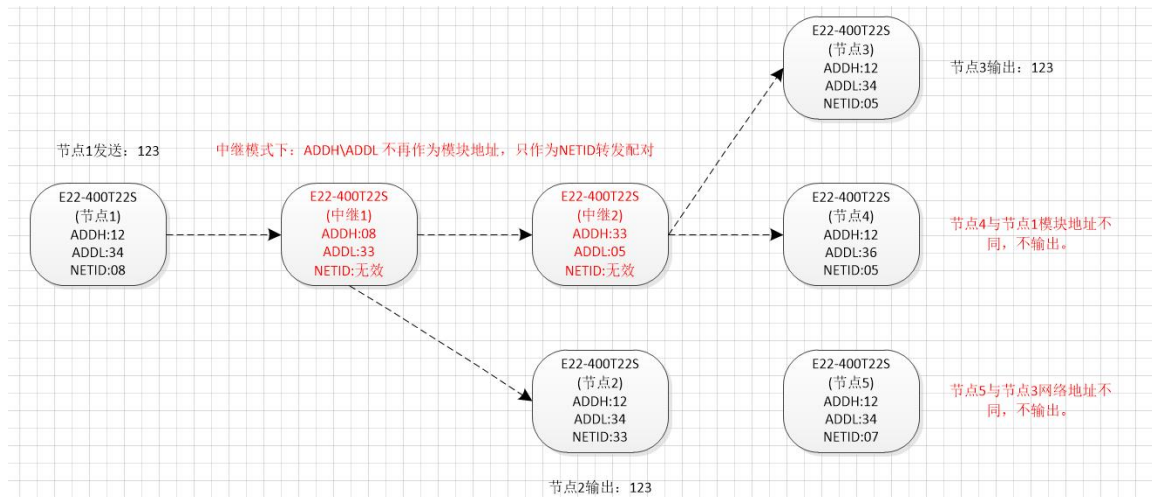 E22-400T22S
(节点3)
ADDH:12
ADDL:34
NETID:05
节点3输出：123
节点1发送：123
中继模式下：ADDH\ADDL 不再作为模块地址，只作为NETID转发配对
E22-400T22S
(节点1)
ADDH:12
ADDL:34
NETID:08
E22-400T22S
(中继1)
ADDH:08
ADDL:33
NETID:无效
E22-400T22S
(中继2)
ADDH:33
ADDL:05
NETID:无效
E22-400T22S
(节点4)
ADDH:12
ADDL:36
NETID:05
节点4与节点1模块地址不
同，不输出。
E22-400T22S
(节点2)
ADDH:12
ADDL:34
NETID:33
E22-400T22S
(节点5)
ADDH:12
ADDL:34
NETID:07
节点5与节点3网络地址不
同，不输出。
节点2输出：123